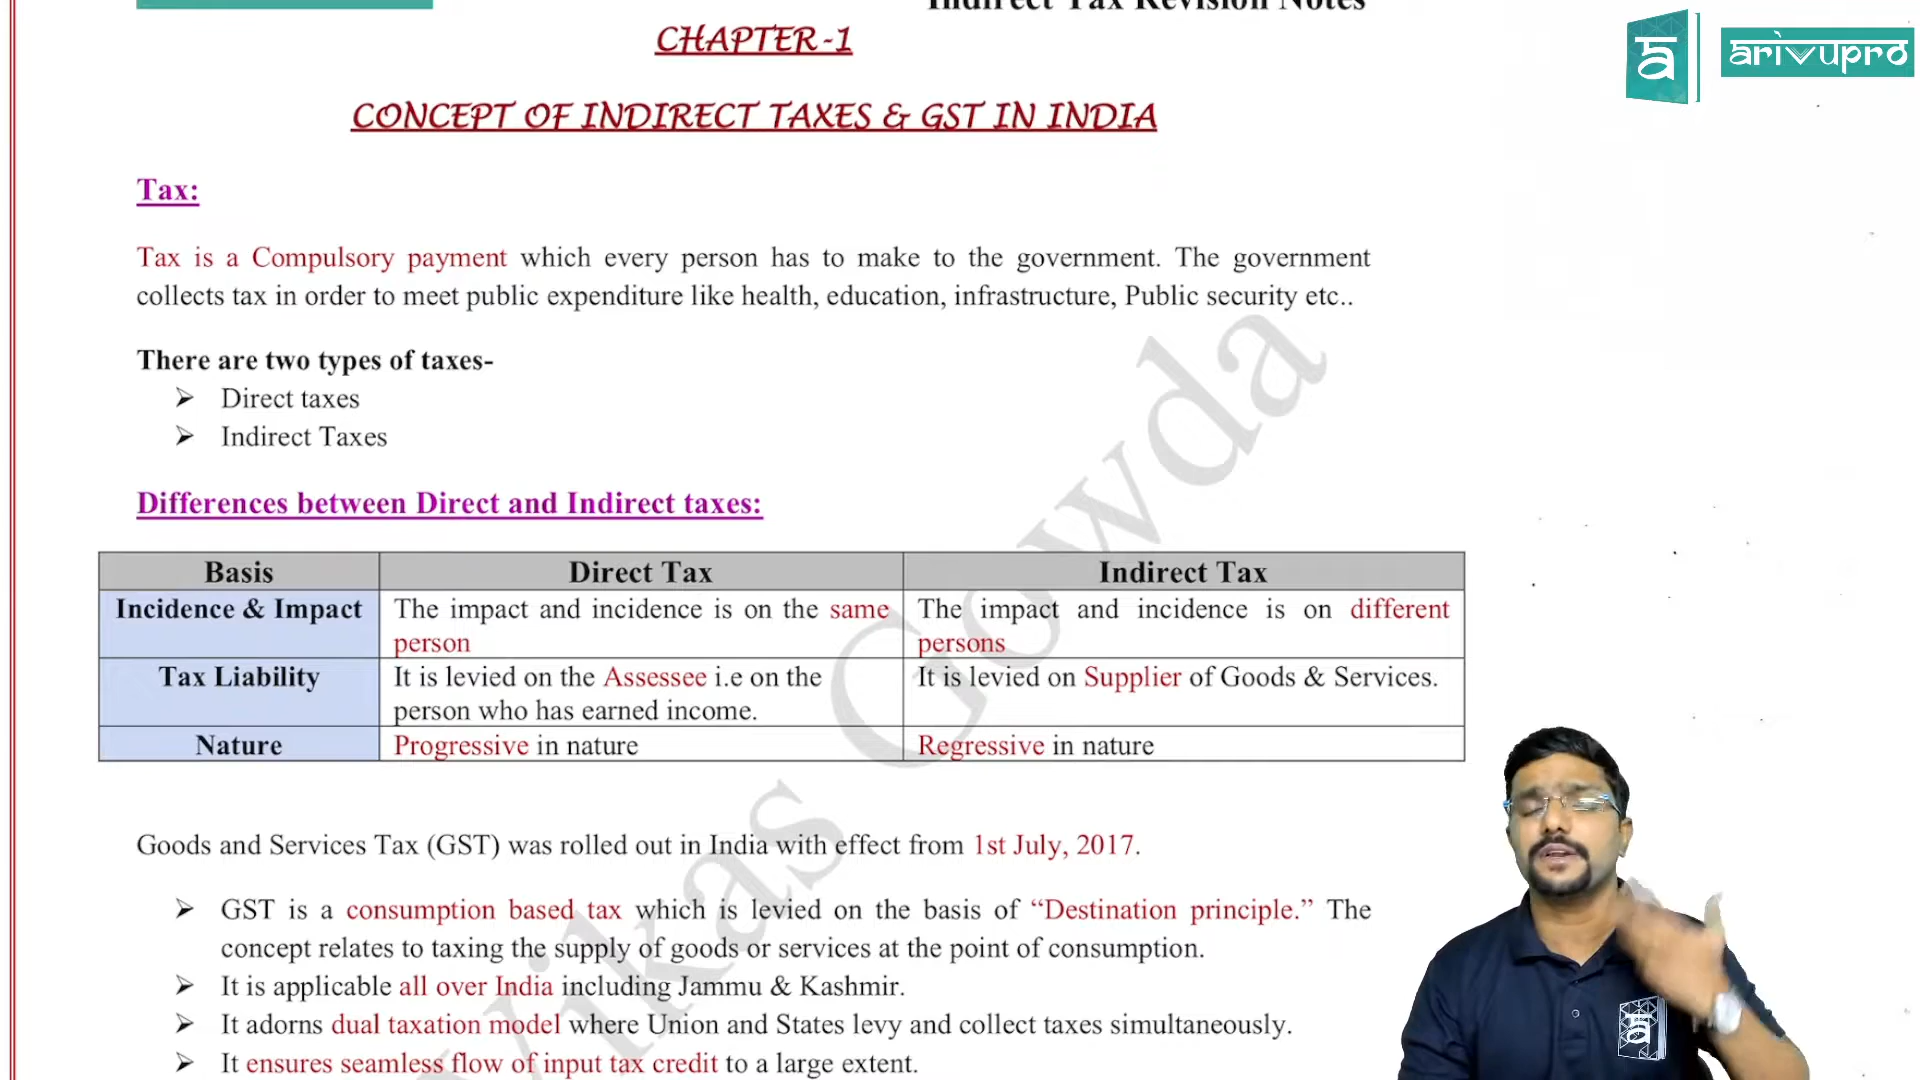 Indirect Tax Revision Notes
CHAPTER-1
arivupro
CONCEPT OF INDIRECT TAXES & GST IN INDIA
Tax:
Tax is a Compulsory payment which every person has to make to the government. The government
collects tax in order to meet public expenditure like health, education, infrastructure, Public security etc..
There are two types of taxes-
➢ Direct taxes
➢ Indirect Taxes
Differences between Direct and Indirect taxes:
Basis Direct Tax Indirect Tax
Incidence & Impact The impact and incidence is on the same The impact and incidence is on different
person persons
Tax Liability It is levied on the Assessee i.e on the It is levied on Supplier of Goods & Services.
person who has earned income.
Nature Progressive in nature Regressive in nature
Goods and Services Tax (GST) was rolled out in India with effect from 1st July, 2017.
➢ GST is a consumption based tax which is levied on the basis of “Destination principle.” The
concept relates to taxing the supply of goods or services at the point of consumption.
➢ It is applicable all over India including Jammu & Kashmir.
➢ It adorns dual taxation model where Union and States levy and collect taxes simultaneously.
➢ It ensures seamless flow of input tax credit to a large extent.
Vikas Gowda